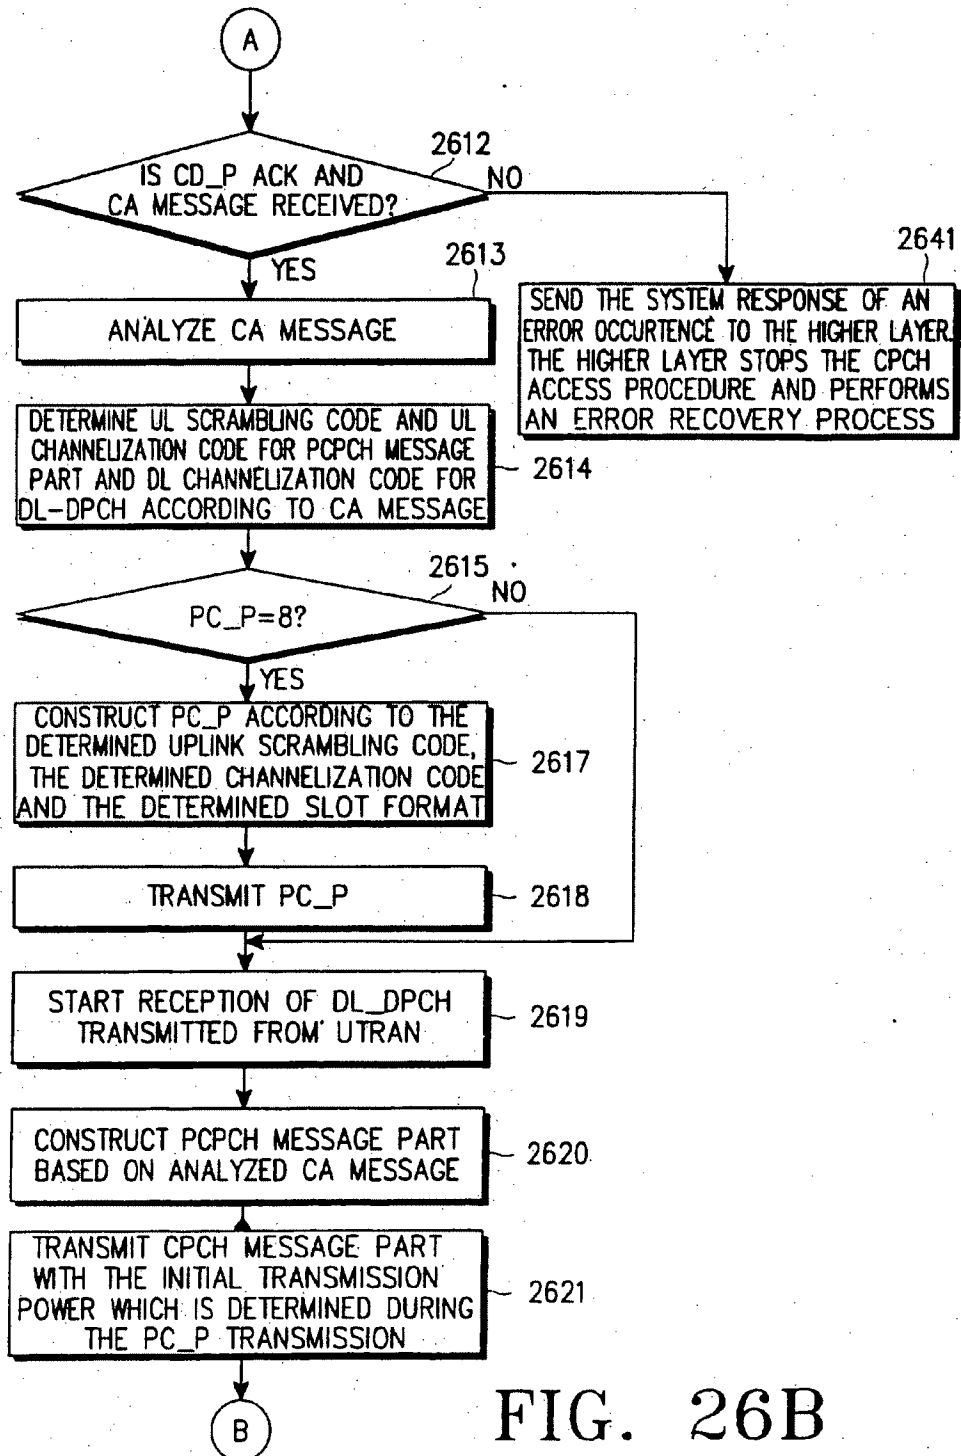 A
2612
IS CD_P ACK AND
CA MESSAGE RECEIVED?
NO
YES
2613
ANALYZE CA MESSAGE
2641
SEND THE SYSTEM RESPONSE OF AN
ERROR OCCURTENCE TO THE HIGHER LAYER.
THE HIGHER LAYER STOPS THE CPCH
ACCESS PROCEDURE AND PERFORMS
AN ERROR RECOVERY PROCESS
DETERMINE UL SCRAMBLING CODE AND UL
CHANNELIZATION CODE FOR PCPCH MESSAGE
PART AND DL CHANNELIZATION CODE FOR
DL-DPCH ACCORDING TO CA MESSAGE
2614
2615
PC_P=8?
NO
YES
CONSTRUCT PC_P ACCORDING TO THE
DETERMINED UPLINK SCRAMBLING CODE,
THE DETERMINED CHANNELIZATION CODE
AND THE DETERMINED SLOT FORMAT
2617
TRANSMIT PC_P
2618
START RECEPTION OF DL_DPCH
TRANSMITTED FROM UTRAN
2619
CONSTRUCT PCPCH MESSAGE PART
BASED ON ANALYZED CA MESSAGE
2620
TRANSMIT CPCH MESSAGE PART
WITH THE INITIAL TRANSMISSION
POWER WHICH IS DETERMINED DURING
THE PC_P TRANSMISSION
2621
B
FIG. 26B